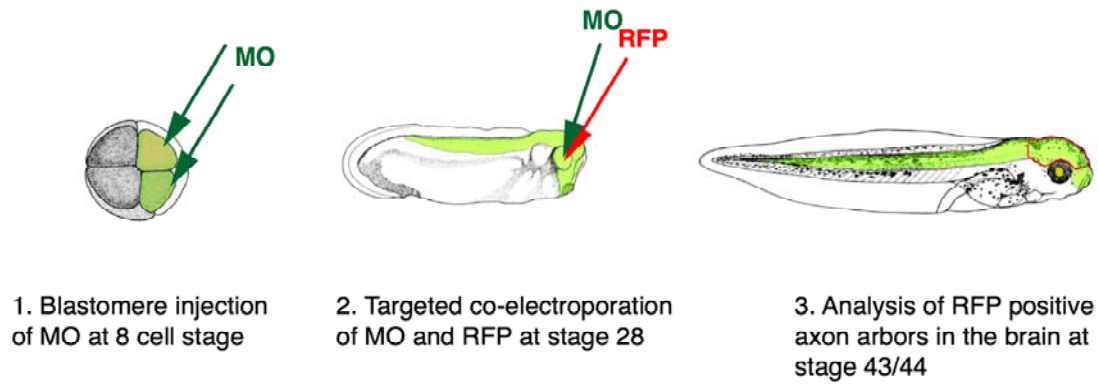 MO
MO
RFP
1. Blastomere injection
of MO at 8 cell stage
2. Targeted co-electroporation
of MO and RFP at stage 28
3. Analysis of RFP positive
axon arbors in the brain at
stage 43/44